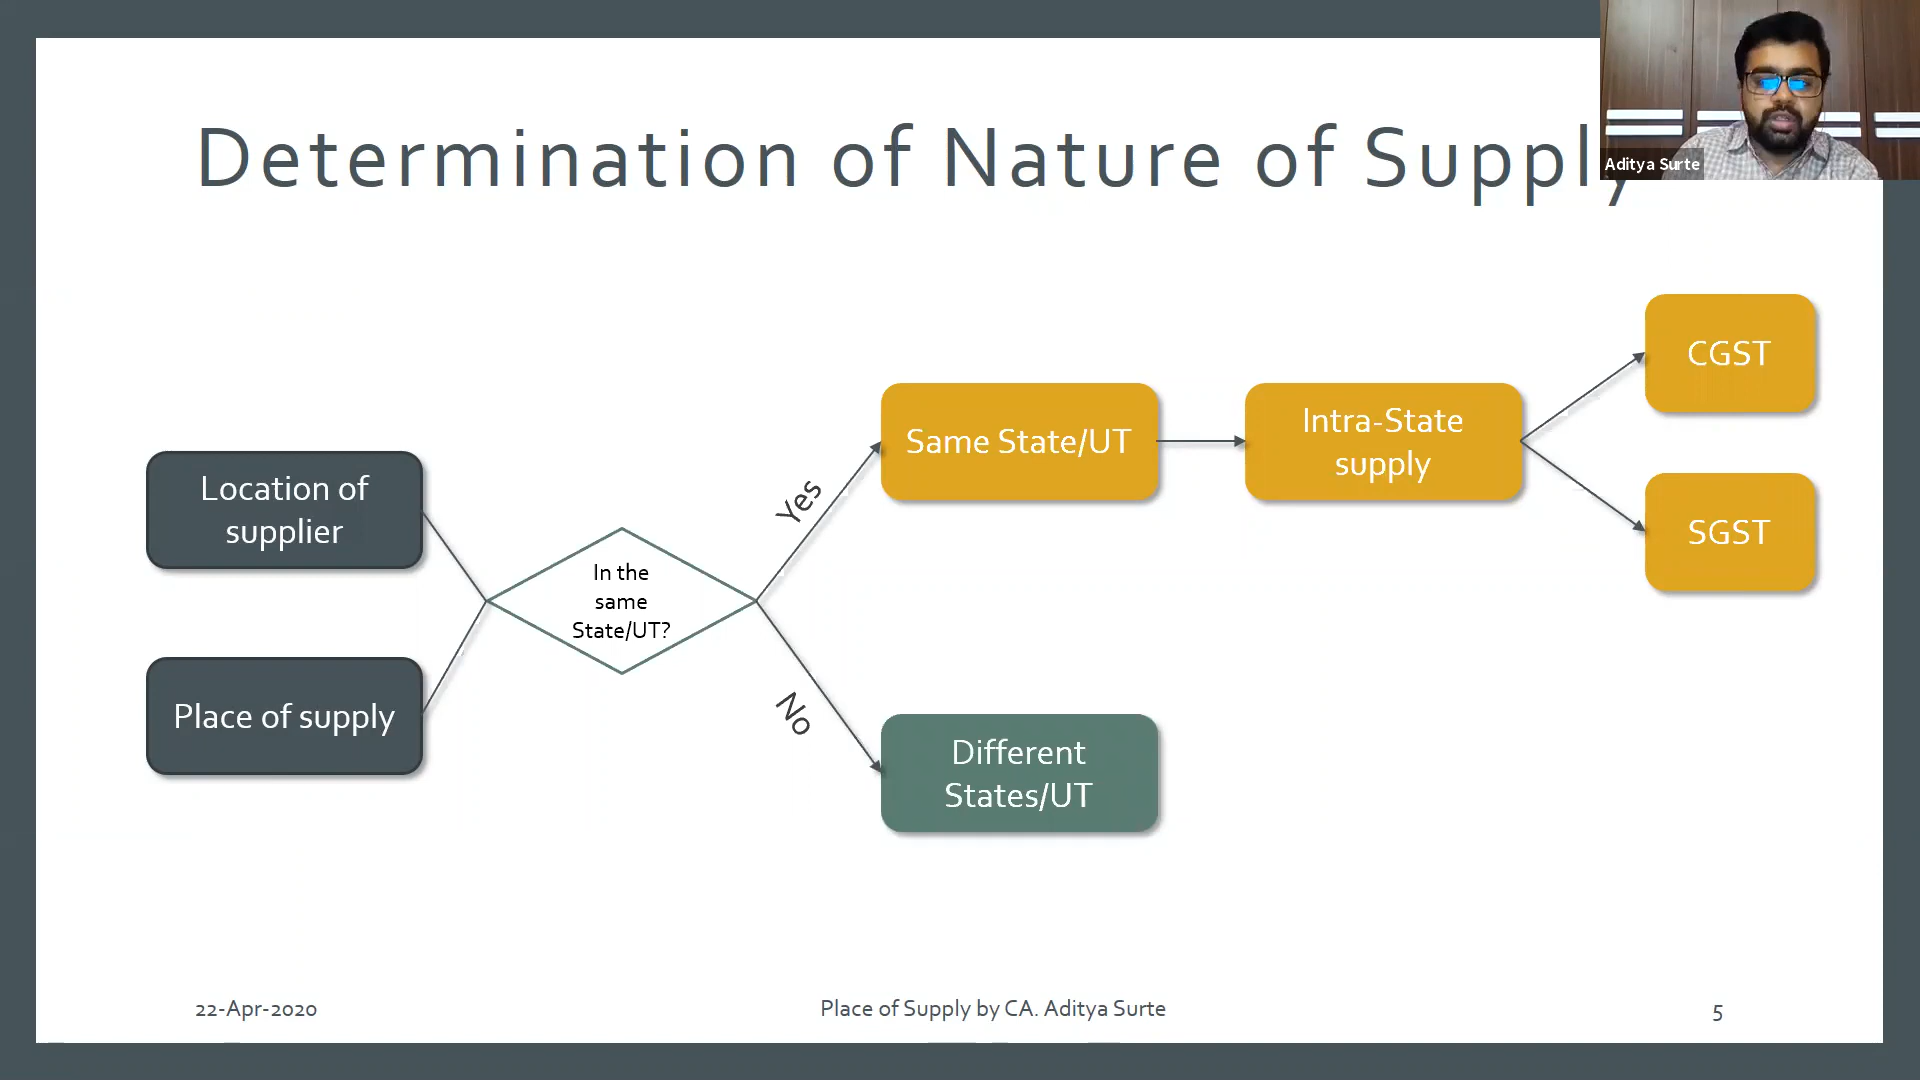 Determination of Nature of Supply
Aditya Surte
Location of
supplier
Place of supply
In the
same
State/UT?
Yes
No
Same State/UT
Intra-State
supply
CGST
SGST
Different
States/UT
22-Apr-2020
Place of Supply by CA. Aditya Surte
5